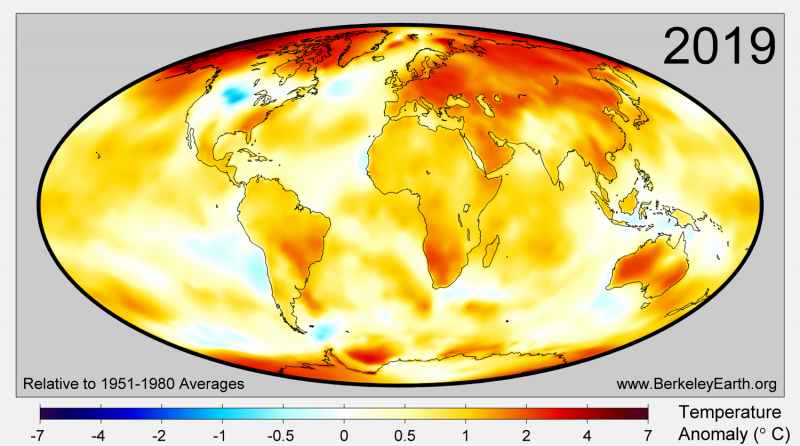 2019
Relative to 1951-1980 Averages
www.BerkeleyEarth.org
-7 -4 -2 -1 -0.5 0 0.5 1 2 4 7
Temperature
Anomaly (° C)